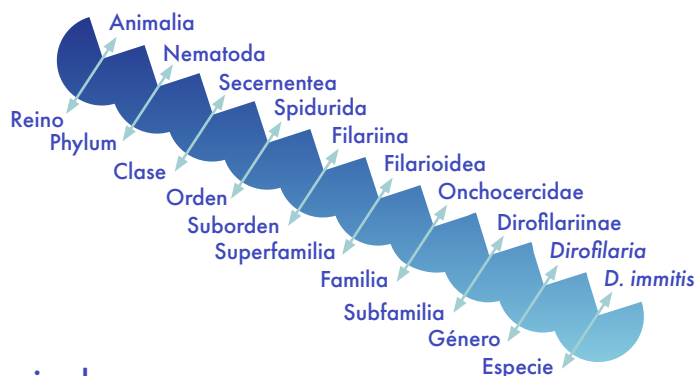 Animalia
Nematoda
Secernentea
Spidurida
Filariina
Filarioidea
Onchocercidae
Dirofilariinae
Dirofilaria
D. immitis
Reino
Phylum
Clase
Orden
Suborden
Superfamilia
Familia
Subfamilia
Género
Especie